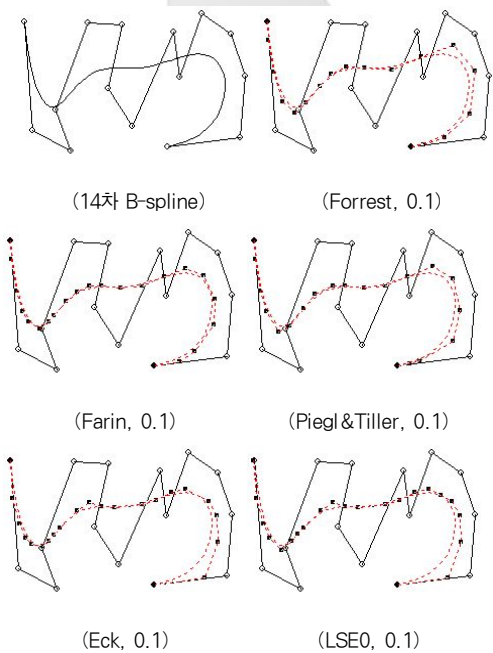 (14차 B-spline)
(Forrest, 0.1)
(Farin, 0.1)
(Piegl&Tiller, 0.1)
(Eck, 0.1)
(LSE0, 0.1)